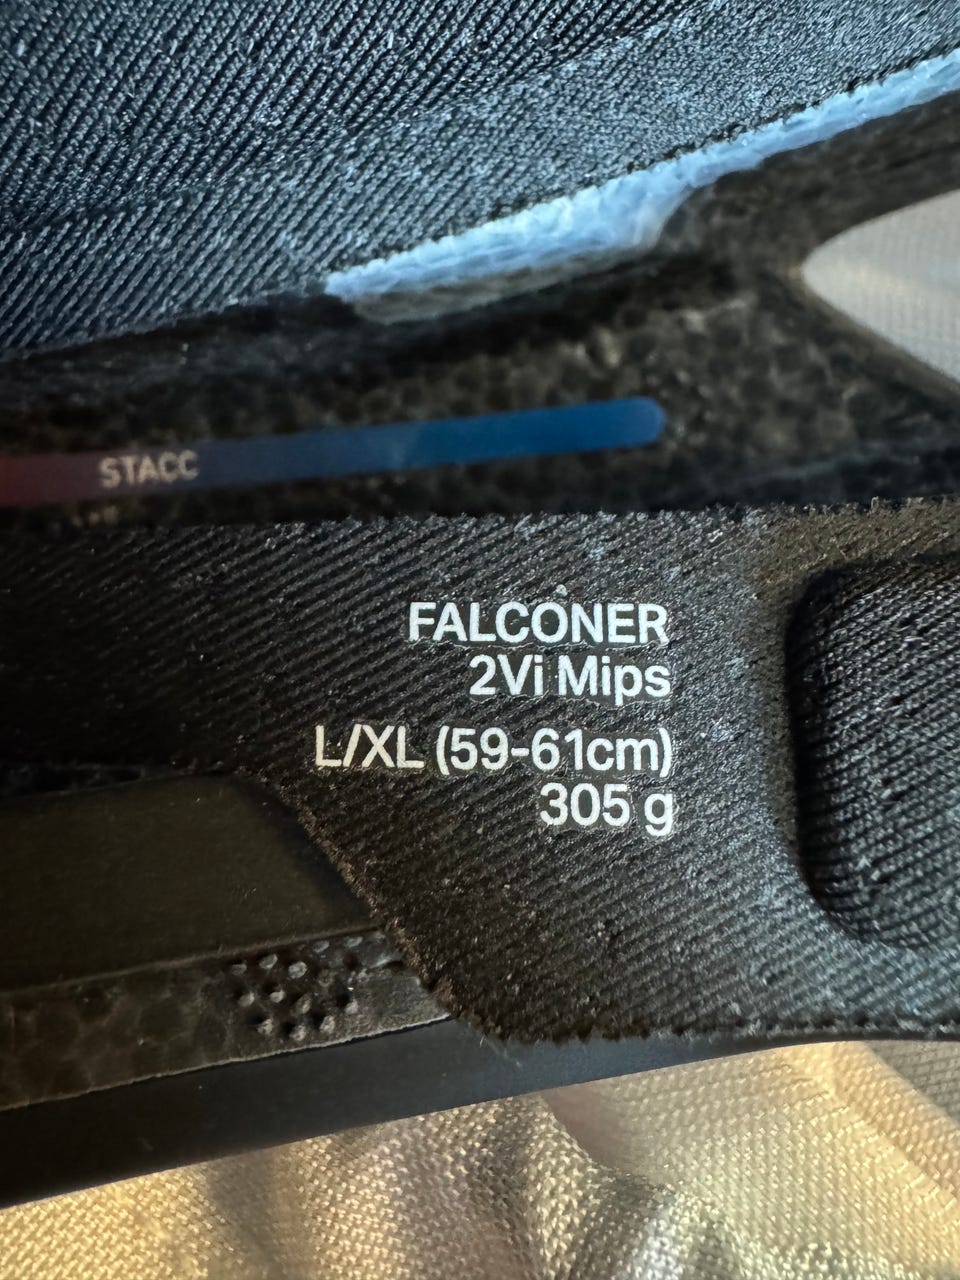 STACC
FALCONER
2Vi Mips
L/XL (59-61cm)
305 g